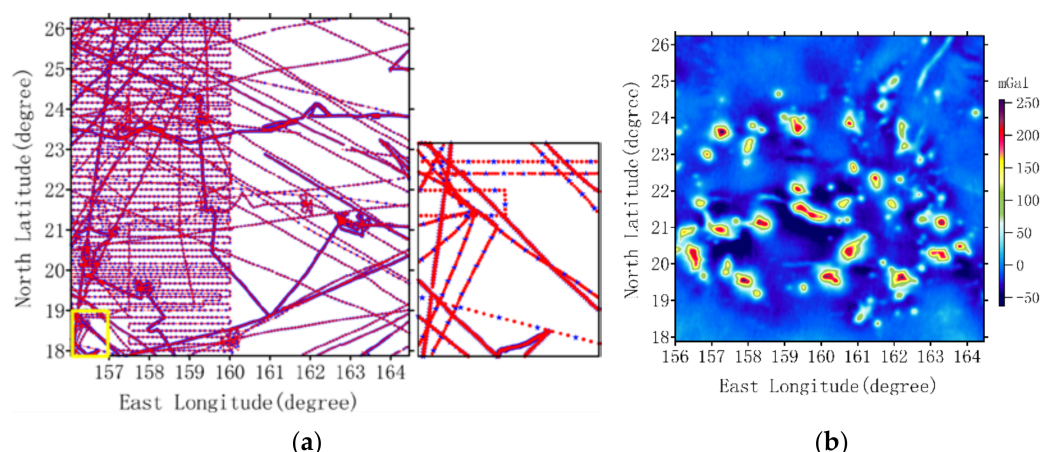 26
25
24
23
22
21
20
19
18
North Latitude(degree)
157 158 159 160 161 162 163 164
East Longitude(degree)
(a)
26
25
24
23
22
21
20
19
18
North Latitude(degree)
156 157 158 159 160 161 162 163 164
East Longitude(degree)
mGal
250
200
150
100
50
0
-50
(b)